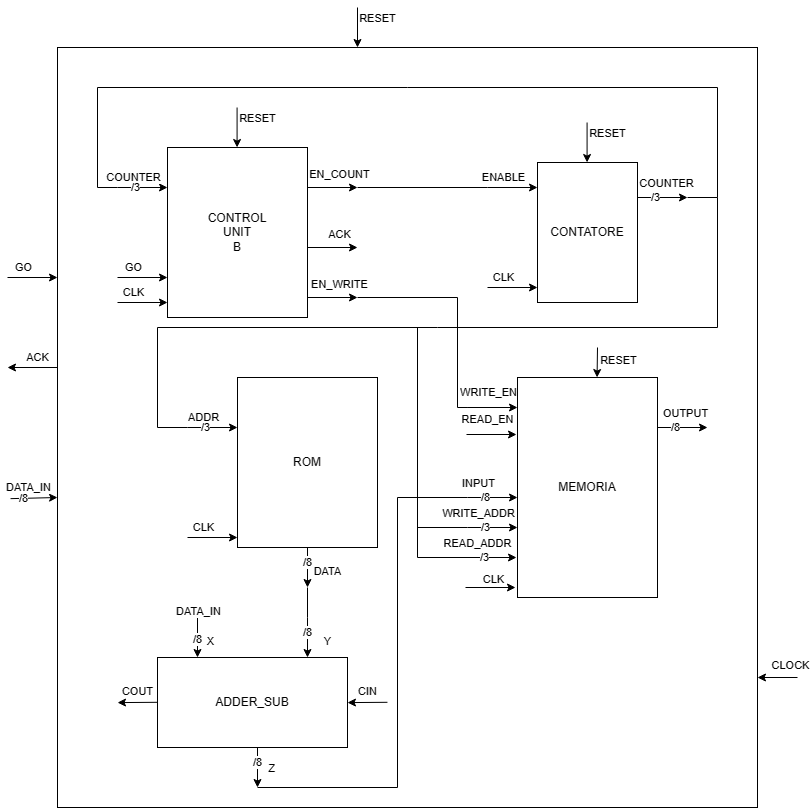 RESET
RESET
RESET
COUNTER
/3
EN_COUNT
ENABLE
COUNTER
/3
CONTROL
UNIT
B
ACK
CONTATORE
GO
GO
CLK
EN_WRITE
CLK
ACK
RESET
WRITE_EN
READ_EN
OUTPUT
/8
ADDR
/3
ROM
MEMORIA
DATA_IN
/8
INPUT
/8
WRITE_ADDR
/3
READ_ADDR
/3
CLK
CLK
/8
DATA
DATA_IN
/8 X
/8 Y
COUT
ADDER_SUB
CIN
CLOCK
/8 Z